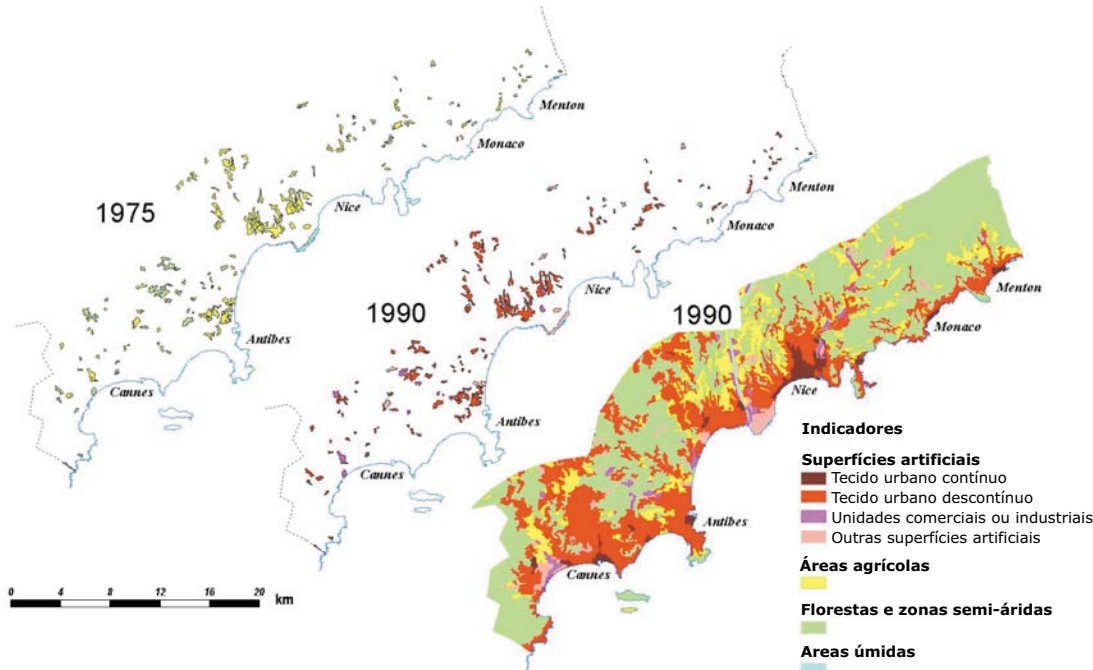 1975
Menton
Monaco
Nice
Antibes
Cannes
1990
Menton
Monaco
Nice
Antibes
Cannes
1990
Menton
Monaco
Nice
Antibes
Cannes
0 4 8 12 16 20 km
Indicadores
Superfícies artificiais
Tecido urbano contínuo
Tecido urbano descontínuo
Unidades comerciais ou industriais
Outras superfícies artificiais
Áreas agrícolas
Florestas e zonas semi-áridas
Areas úmidas